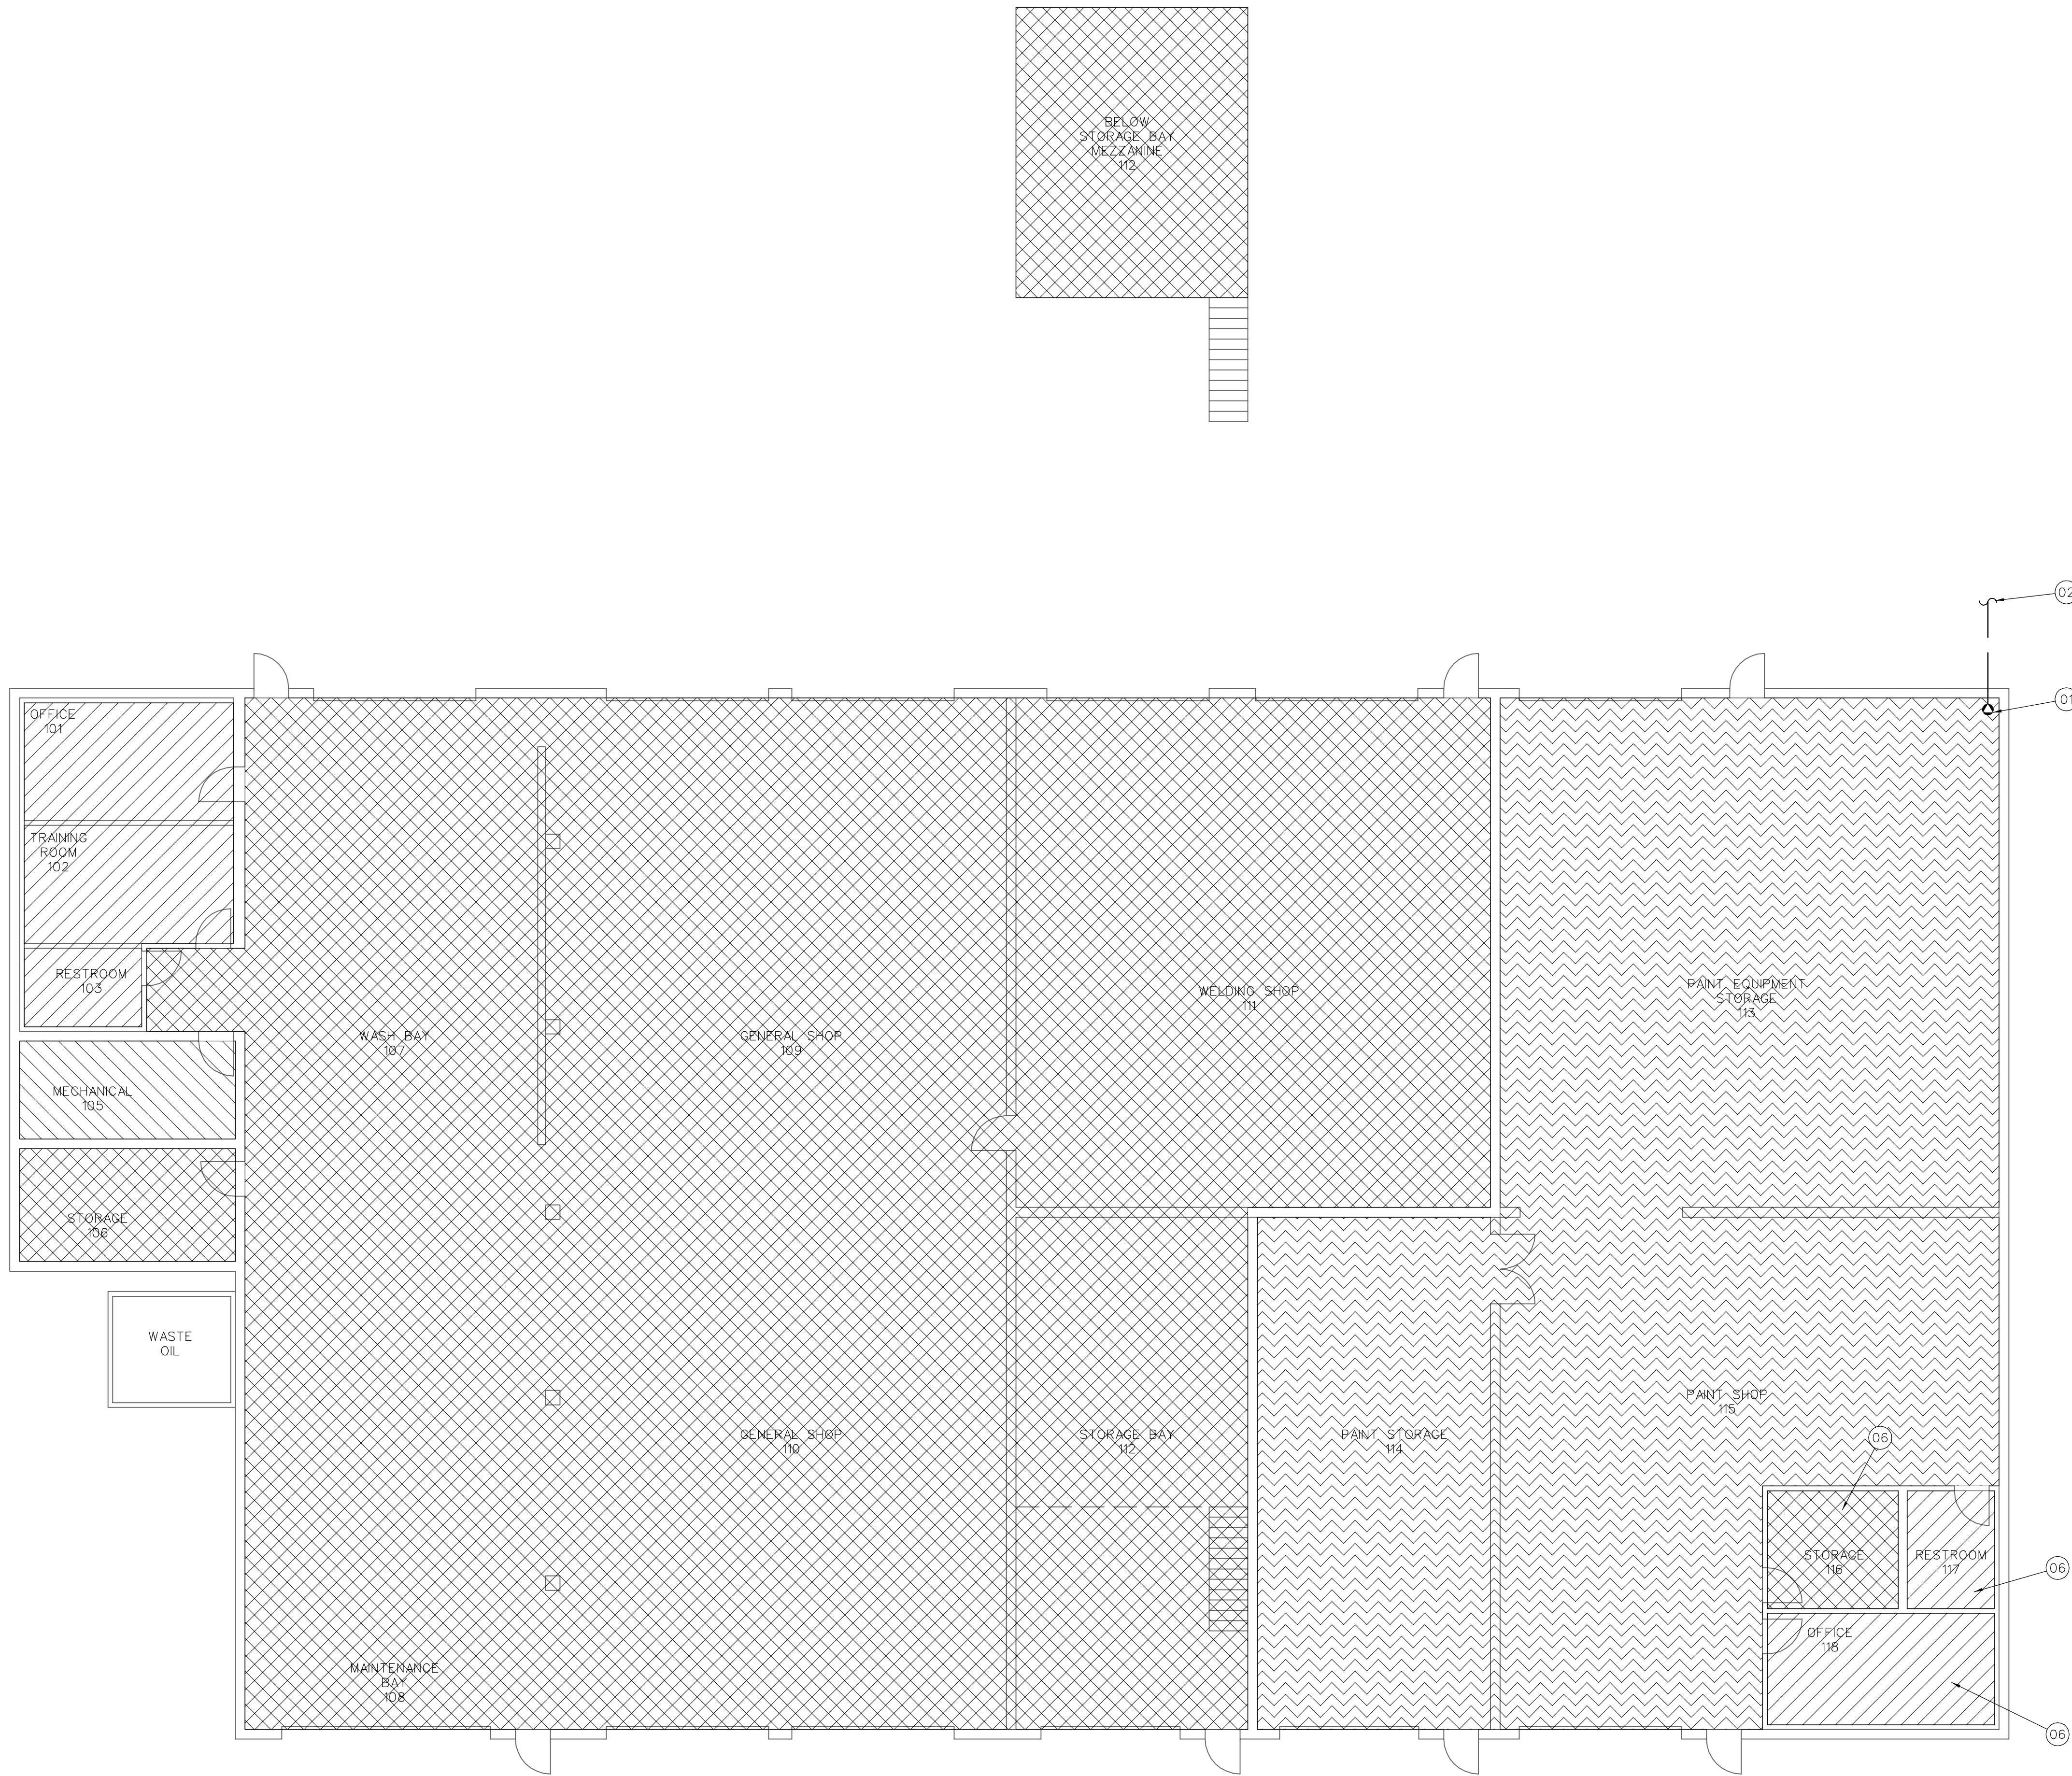 BELOW
STORAGE BAY
MEZZANINE
112
02
01
OFFICE
101
TRAINING
ROOM
102
RESTROOM
103
WELDING SHOP
111
PAINT EQUIPMENT
STORAGE
113
WASH BAY
107
GENERAL SHOP
109
MECHANICAL
105
STORAGE
106
WASTE
OIL
PAINT SHOP
115
GENERAL SHOP
110
STORAGE BAY
112
PAINT STORAGE
114
06
STORAGE
116
RESTROOM
117
06
OFFICE
118
MAINTENANCE
BAY
108
06